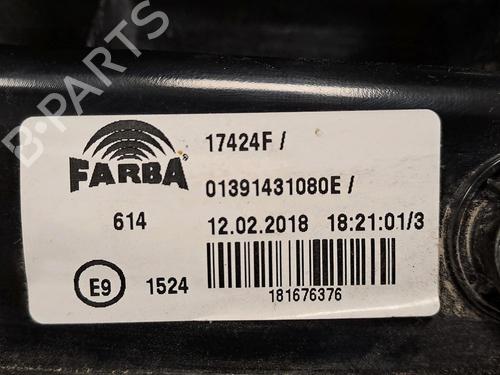 B-PARTS
FARBA
17424F /
01391431080E /
614
12.02.2018 18:21:01/3
E9
1524
181676376